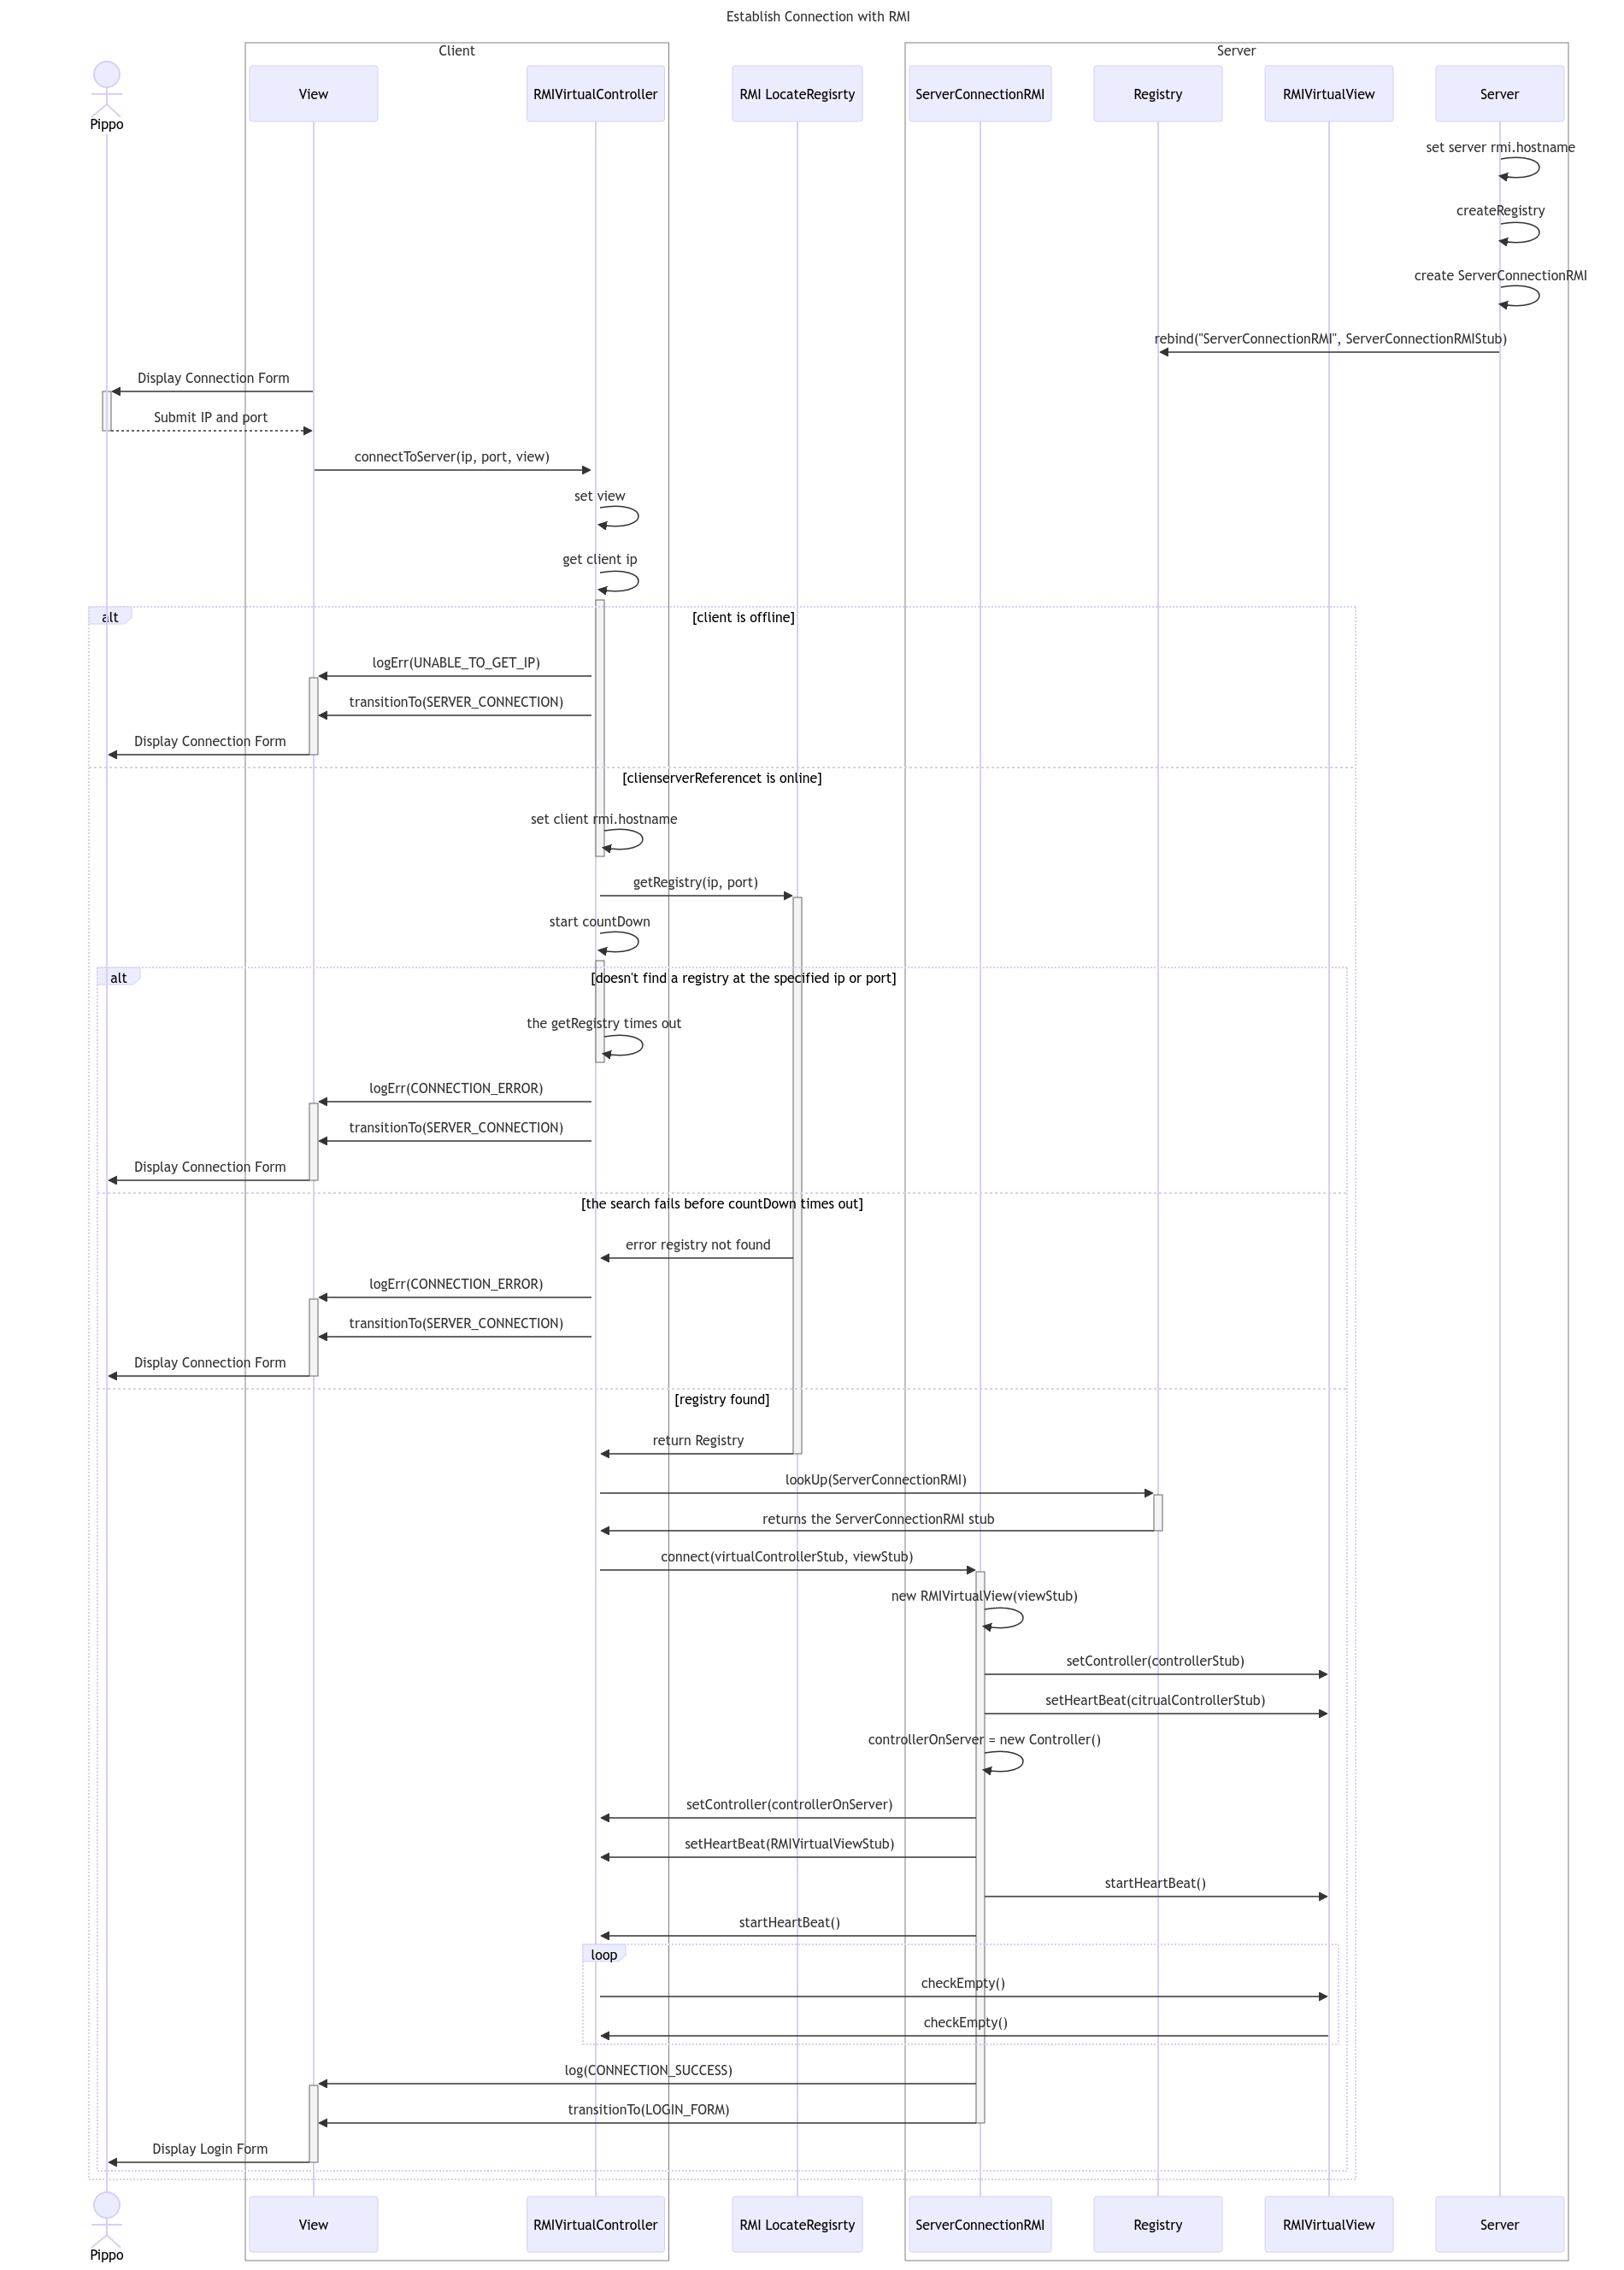 Establish Connection with RMI
Client
Server
Pippo
View
RMIVirtualController
RMI LocateRegisrty
ServerConnectionRMI
Registry
RMIVirtualView
Server
set server rmi.hostname
createRegistry
create ServerConnectionRMI
rebind("ServerConnectionRMI", ServerConnectionRMIStub)
Display Connection Form
Submit IP and port
connectToServer(ip, port, view)
set view
get client ip
alt
[client is offline]
logErr(UNABLE_TO_GET_IP)
transitionTo(SERVER_CONNECTION)
Display Connection Form
[clienserverReferencet is online]
set client rmi.hostname
getRegistry(ip, port)
start countDown
alt
[doesn't find a registry at the specified ip or port]
the getRegistry times out
logErr(CONNECTION_ERROR)
transitionTo(SERVER_CONNECTION)
Display Connection Form
[the search fails before countDown times out]
error registry not found
logErr(CONNECTION_ERROR)
transitionTo(SERVER_CONNECTION)
Display Connection Form
[registry found]
return Registry
lookUp(ServerConnectionRMI)
returns the ServerConnectionRMI stub
connect(virtualControllerStub, viewStub)
new RMIVirtualView(viewStub)
setController(controllerStub)
setHeartBeat(citrualControllerStub)
controllerOnServer = new Controller()
setController(controllerOnServer)
setHeartBeat(RMIVirtualViewStub)
startHeartBeat()
startHeartBeat()
loop
checkEmpty()
checkEmpty()
log(CONNECTION_SUCCESS)
transitionTo(LOGIN_FORM)
Display Login Form
Pippo
View
RMIVirtualController
RMI LocateRegisrty
ServerConnectionRMI
Registry
RMIVirtualView
Server